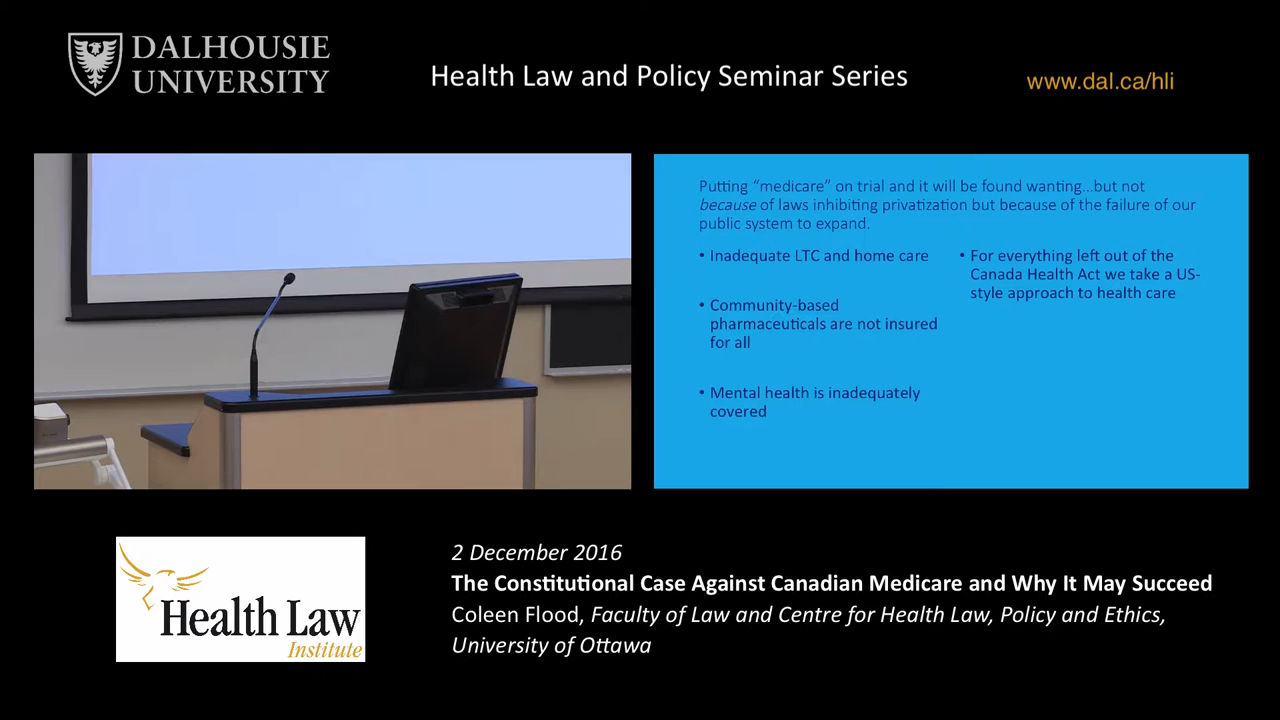 DALHOUSIE
UNIVERSITY
Health Law and Policy Seminar Series
www.dal.ca/hli
Putting “medicare” on trial and it will be found wanting…but not
because of laws inhibiting privatization but because of the failure of our
public system to expand.
• Inadequate LTC and home care
• Community-based
pharmaceuticals are not insured
for all
• Mental health is inadequately
covered
• For everything left out of the
Canada Health Act we take a US-
style approach to health care
Health Law
Institute
2 December 2016
The Constitutional Case Against Canadian Medicare and Why It May Succeed
Coleen Flood, Faculty of Law and Centre for Health Law, Policy and Ethics,
University of Ottawa